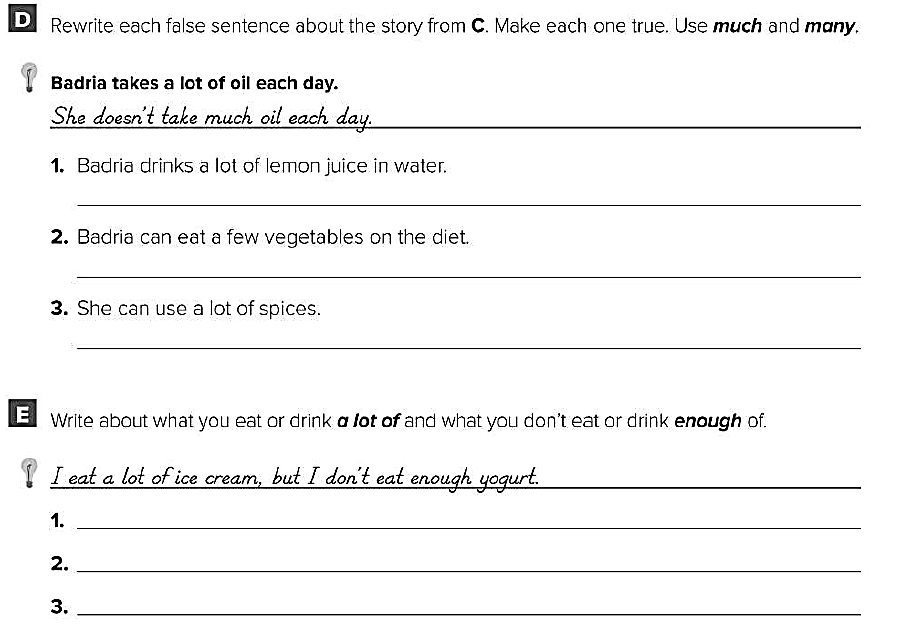 D Rewrite each false sentence about the story from C. Make each one true. Use much and many.
Badria takes a lot of oil each day.
She doesn't take much oil each day.
1. Badria drinks a lot of lemon juice in water.
2. Badria can eat a few vegetables on the diet.
3. She can use a lot of spices.
E Write about what you eat or drink a lot of and what you don't eat or drink enough of.
I eat a lot of ice cream, but I don't eat enough yogurt.
1.
2.
3.